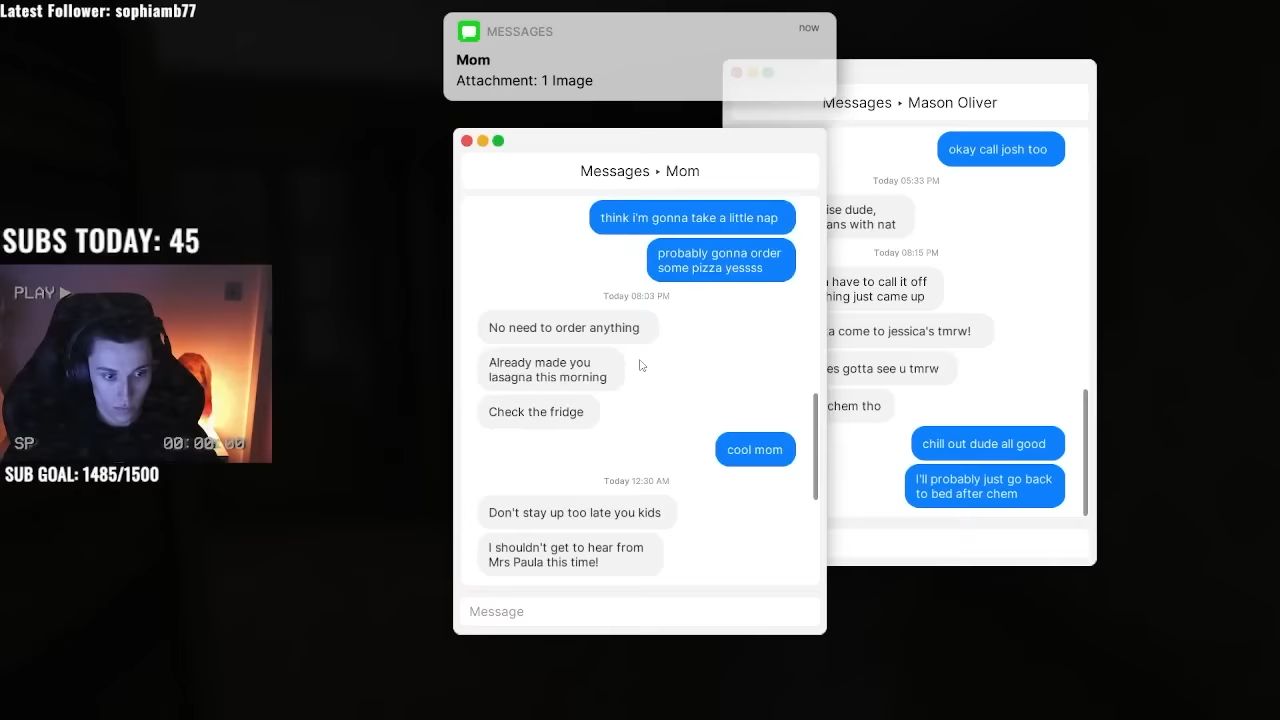 Latest Follower: sophiamb77
MESSAGES
now
Mom
Attachment: 1 Image
Messages ‣ Mason Oliver
okay call josh too
Today 05:33 PM
ise dude,
ans with nat
Today 08:15 PM
have to call it off
hing just came up
a come to jessica's tmrw!
es gotta see u tmrw
chem tho
chill out dude all good
I'll probably just go back
to bed after chem
Messages ‣ Mom
think i'm gonna take a little nap
probably gonna order
some pizza yessss
Today 08:03 PM
No need to order anything
Already made you
lasagna this morning
Check the fridge
cool mom
Today 12:30 AM
Don't stay up too late you kids
I shouldn't get to hear from
Mrs Paula this time!
Message
SUBS TODAY: 45
PLAY
SP
00:00:00
SUB GOAL: 1485/1500